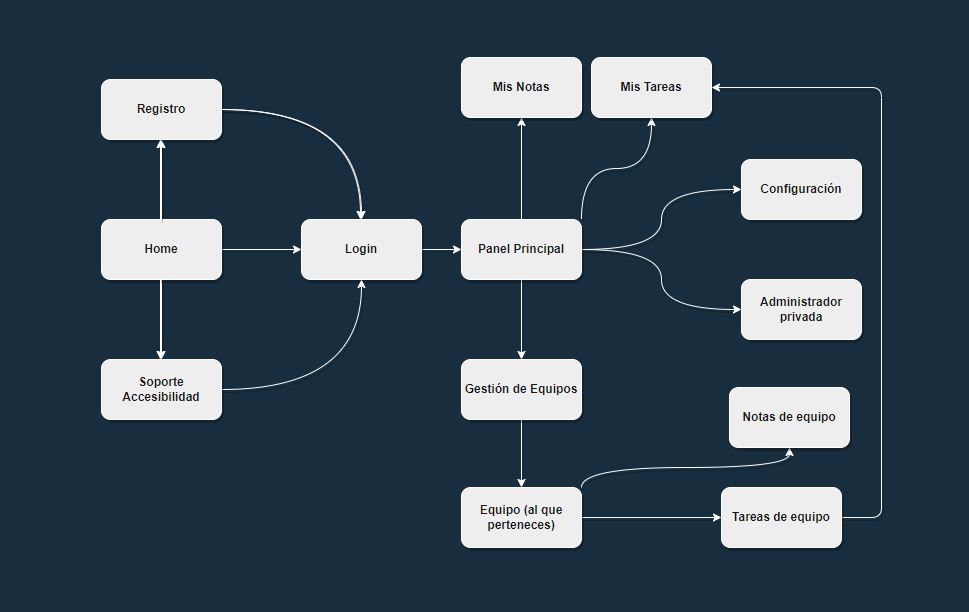 Mis Notas
Mis Tareas
Registro
Configuración
Home
Login
Panel Principal
Administrador
privada
Soporte
Accesibilidad
Gestión de Equipos
Notas de equipo
Equipo (al que
perteneces)
Tareas de equipo